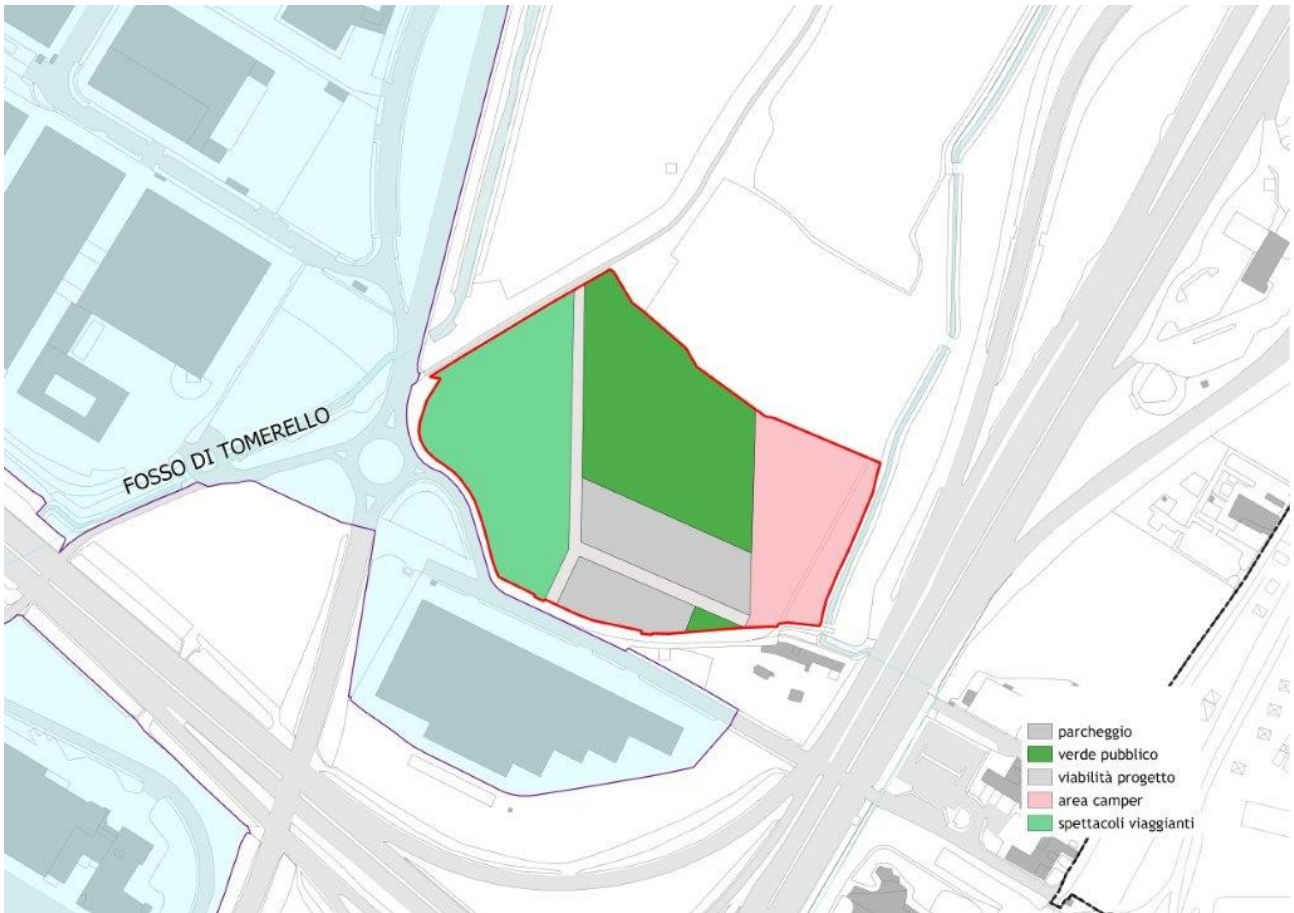 FOSSO DI TOMERELLO
parcheggio
verde pubblico
viabilità progetto
area camper
spettacoli viaggianti